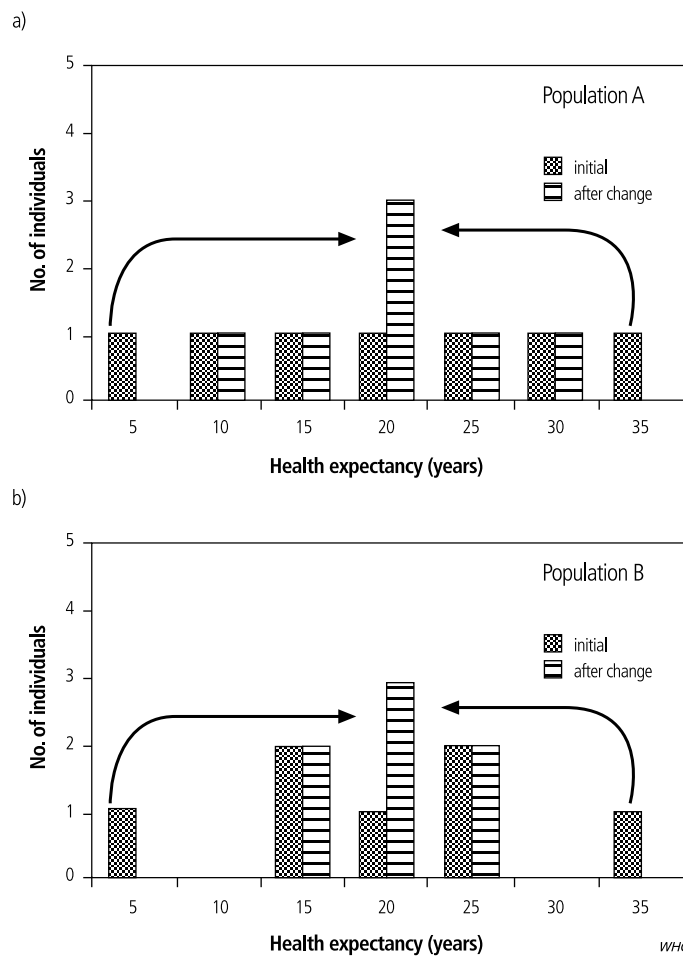 a)
5
Population A
4
initial
after change
3
No. of individuals
2
1
0
5 10 15 20 25 30 35
Health expectancy (years)
b)
5
Population B
4
initial
after change
3
No. of individuals
2
1
0
5 10 15 20 25 30 35
Health expectancy (years)